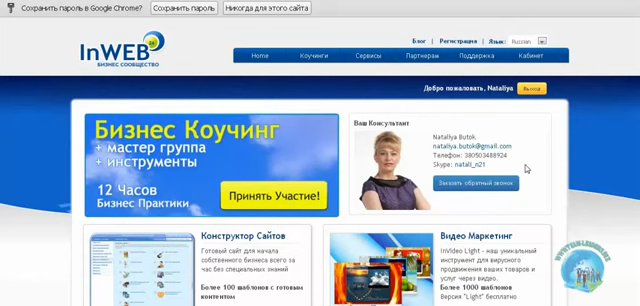 Сохранить пароль в Google Chrome?
Сохранить пароль
Никогда для этого сайта
Блог | Регистрация | Язык: Russian
InWEB 24
БИЗНЕС СООБЩЕСТВО
Home Коучинги Сервисы Партнерам Поддержка Кабинет
Добро пожаловать, Nataliya Выход
Бизнес Коучинг
+ мастер группа
+ инструменты
12 Часов
Бизнес Практики
Принять Участие!
Ваш Консультант
Nataliya Butok
nataliya.butok@gmail.com
Телефон: 380503488924
Skype: natali_n21
Заказать обратный звонок
Конструктор Сайтов
Готовый сайт для начала
собственного бизнеса всего за
час без специальных знаний
Более 100 шаблонов с готовым
контентом
Видео Маркетинг
InVideo Light - наш уникальный
инструмент для вирусного
продвижения ваших товаров и
услуг через видео.
Более 1000 шаблонов
Версия "Light" бесплатно